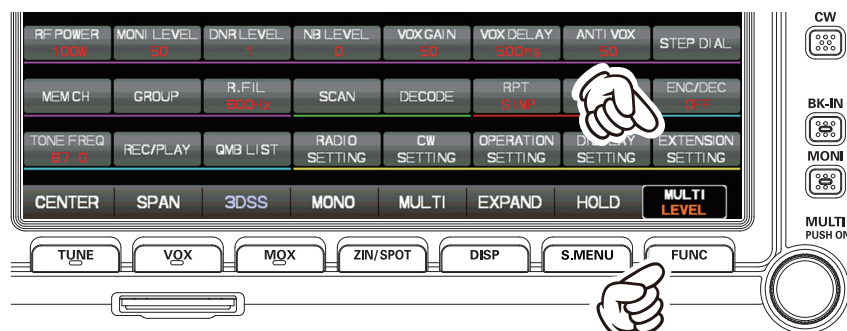 RF POWER MONI LEVEL DNR LEVEL NB LEVEL VOX GAIN VOX DELAY ANTI VOX STEP DIAL
100W 50 1 0 50 500ms 50
MEM CH GROUP R.FIL SCAN DECODE RPT ENC/DEC
600Hz SIMP OFF
TONE FREQ REC/PLAY QMB LIST RADIO SETTING CW SETTING OPERATION SETTING SETTING EXTENSION SETTING
67.0
CENTER SPAN 3DSS MONO MULTI EXPAND HOLD MULTI LEVEL
TUNE VOX MOX ZIN/SPOT DISP S.MENU FUNC
CW
BK-IN
MONI
MULTI
PUSH ON